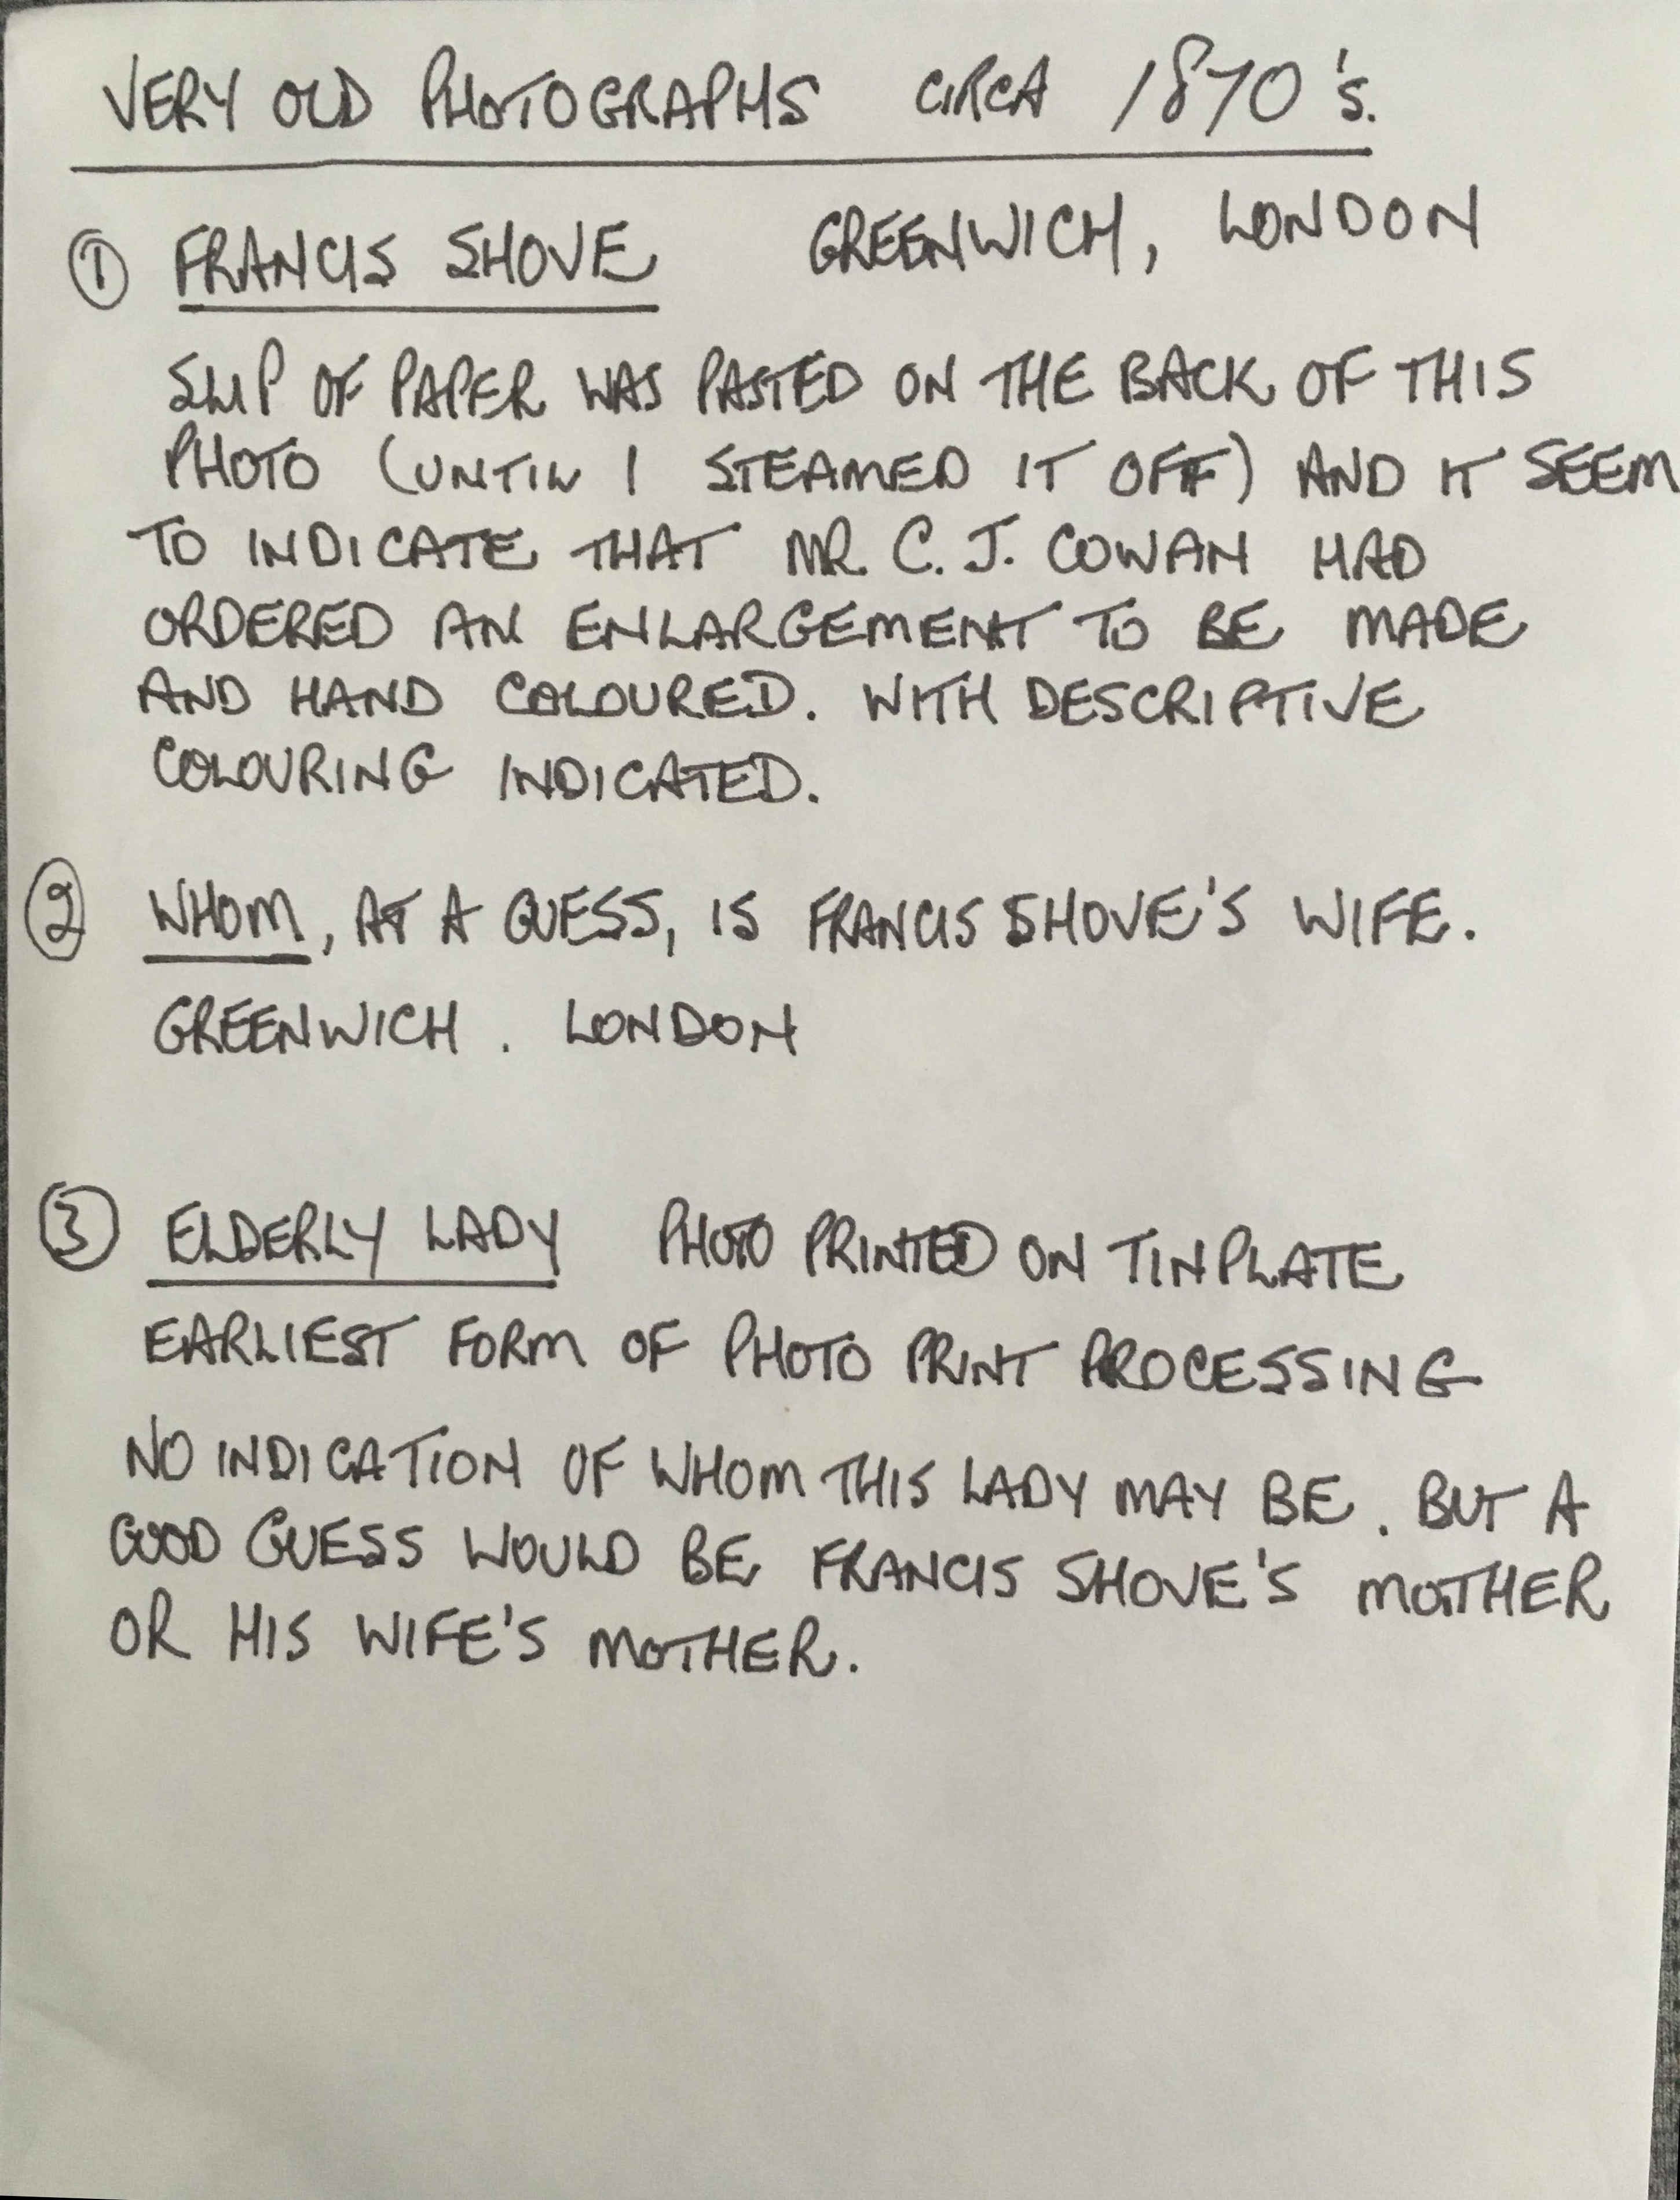 VERY OLD PHOTOGRAPHS CIRCA 1870's.
① FRANCIS SHOVE GREENWICH, LONDON
SLIP OF PAPER WAS PASTED ON THE BACK OF THIS
PHOTO (UNTIL I STEAMED IT OFF) AND IT SEEM
TO INDICATE THAT MR. C. J. COWAN HAD
ORDERED AN ENLARGEMENT TO BE MADE
AND HAND COLOURED. WITH DESCRIPTIVE
COLOURING INDICATED.
② WHOM, AT A GUESS, IS FRANCIS SHOVE'S WIFE.
GREENWICH. LONDON
③ ELDERLY LADY PHOTO PRINTED ON TINPLATE
EARLIEST FORM OF PHOTO PRINT PROCESSING
NO INDICATION OF WHOM THIS LADY MAY BE. BUT A
GOOD GUESS WOULD BE FRANCIS SHOVE'S MOTHER
OR HIS WIFE'S MOTHER.